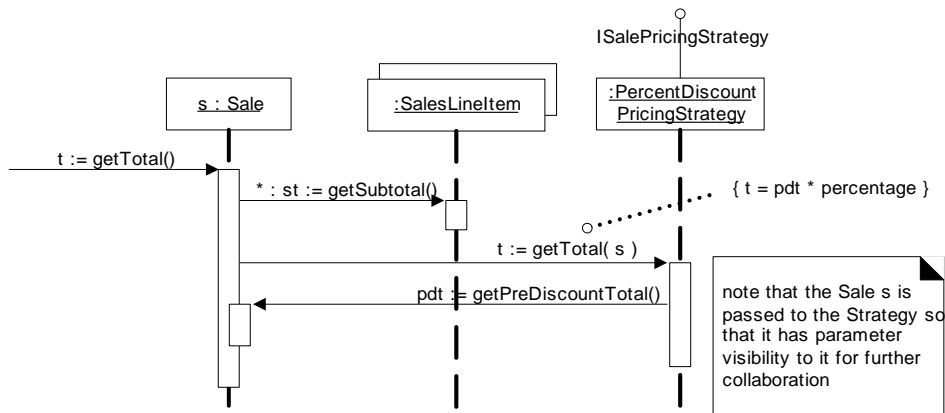 ISalePricingStrategy
s : Sale
:SalesLineItem
:PercentDiscount
PricingStrategy
t := getTotal()
* : st := getSubtotal()
{ t = pdt * percentage }
t := getTotal( s )
pdt := getPreDiscountTotal()
note that the Sale s is
passed to the Strategy so
that it has parameter
visibility to it for further
collaboration